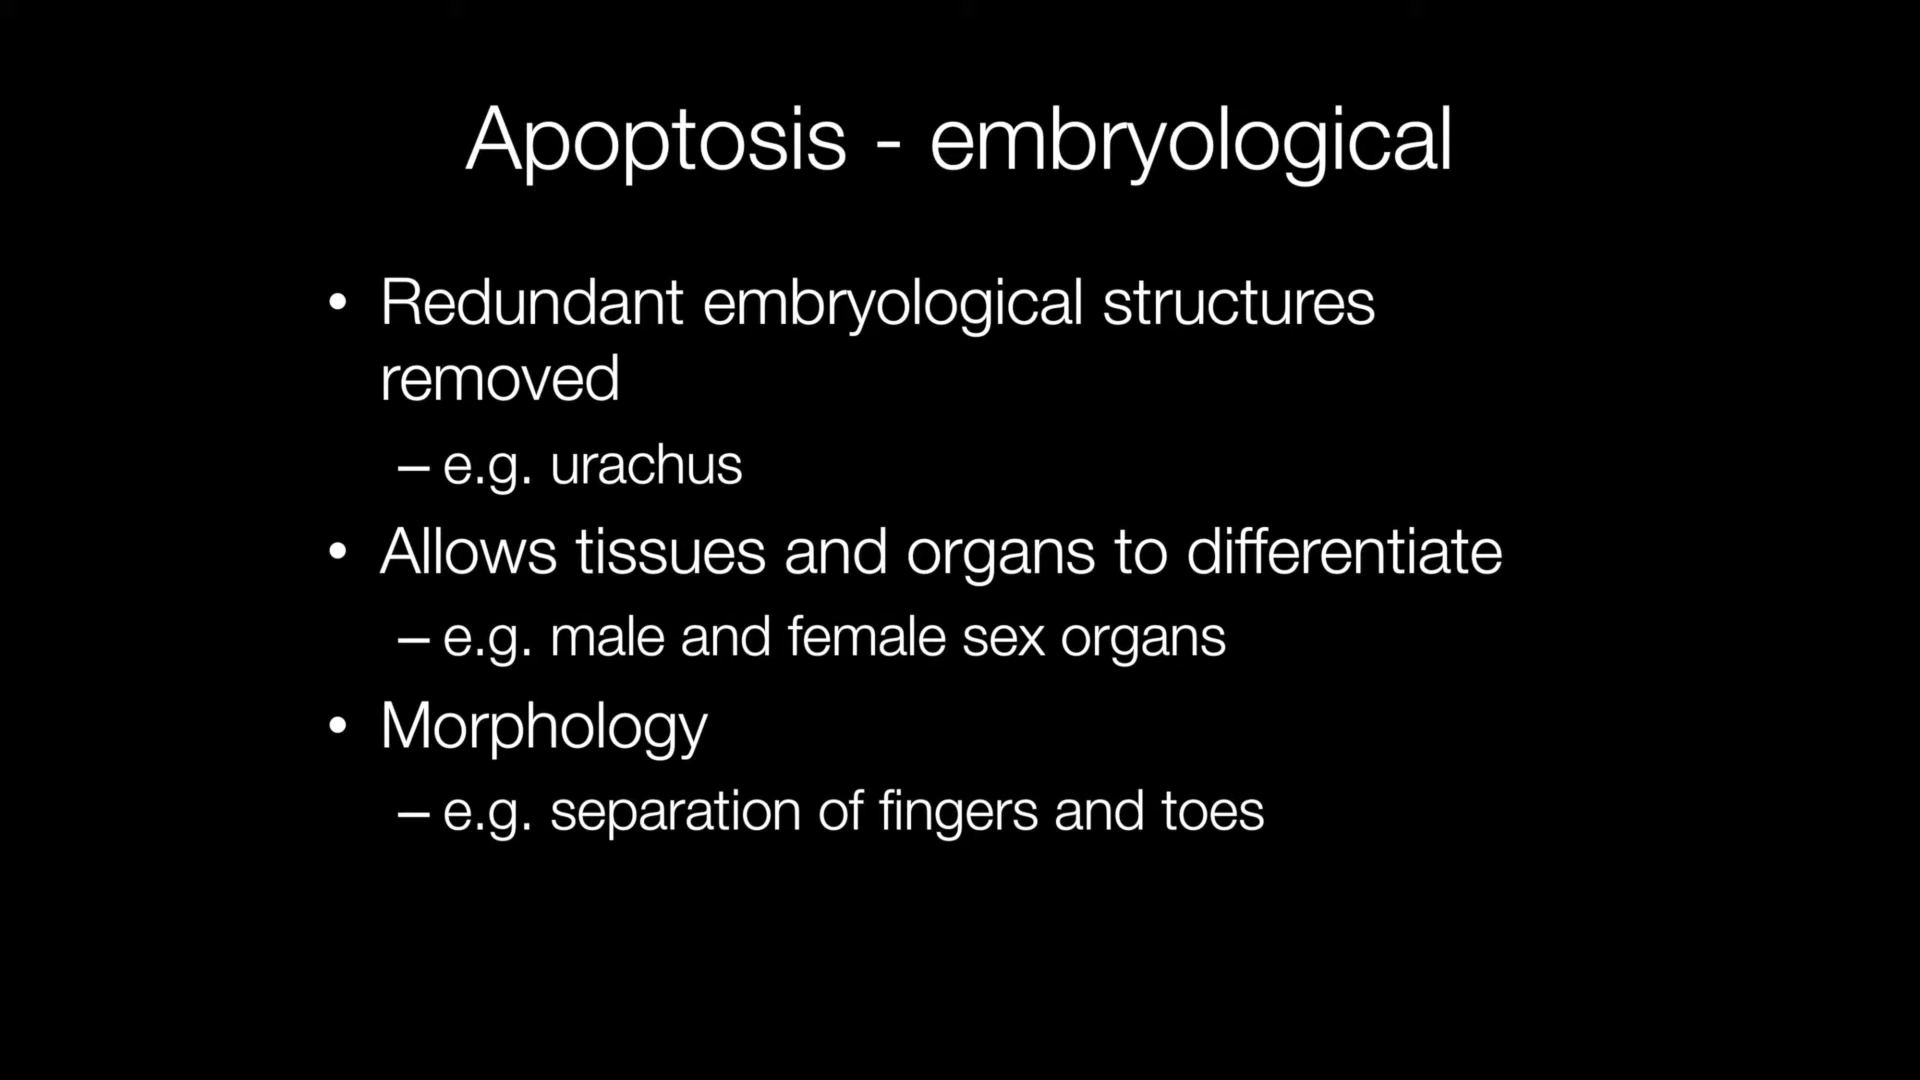 Apoptosis - embryological
• Redundant embryological structures
removed
– e.g. urachus
• Allows tissues and organs to differentiate
– e.g. male and female sex organs
• Morphology
– e.g. separation of fingers and toes